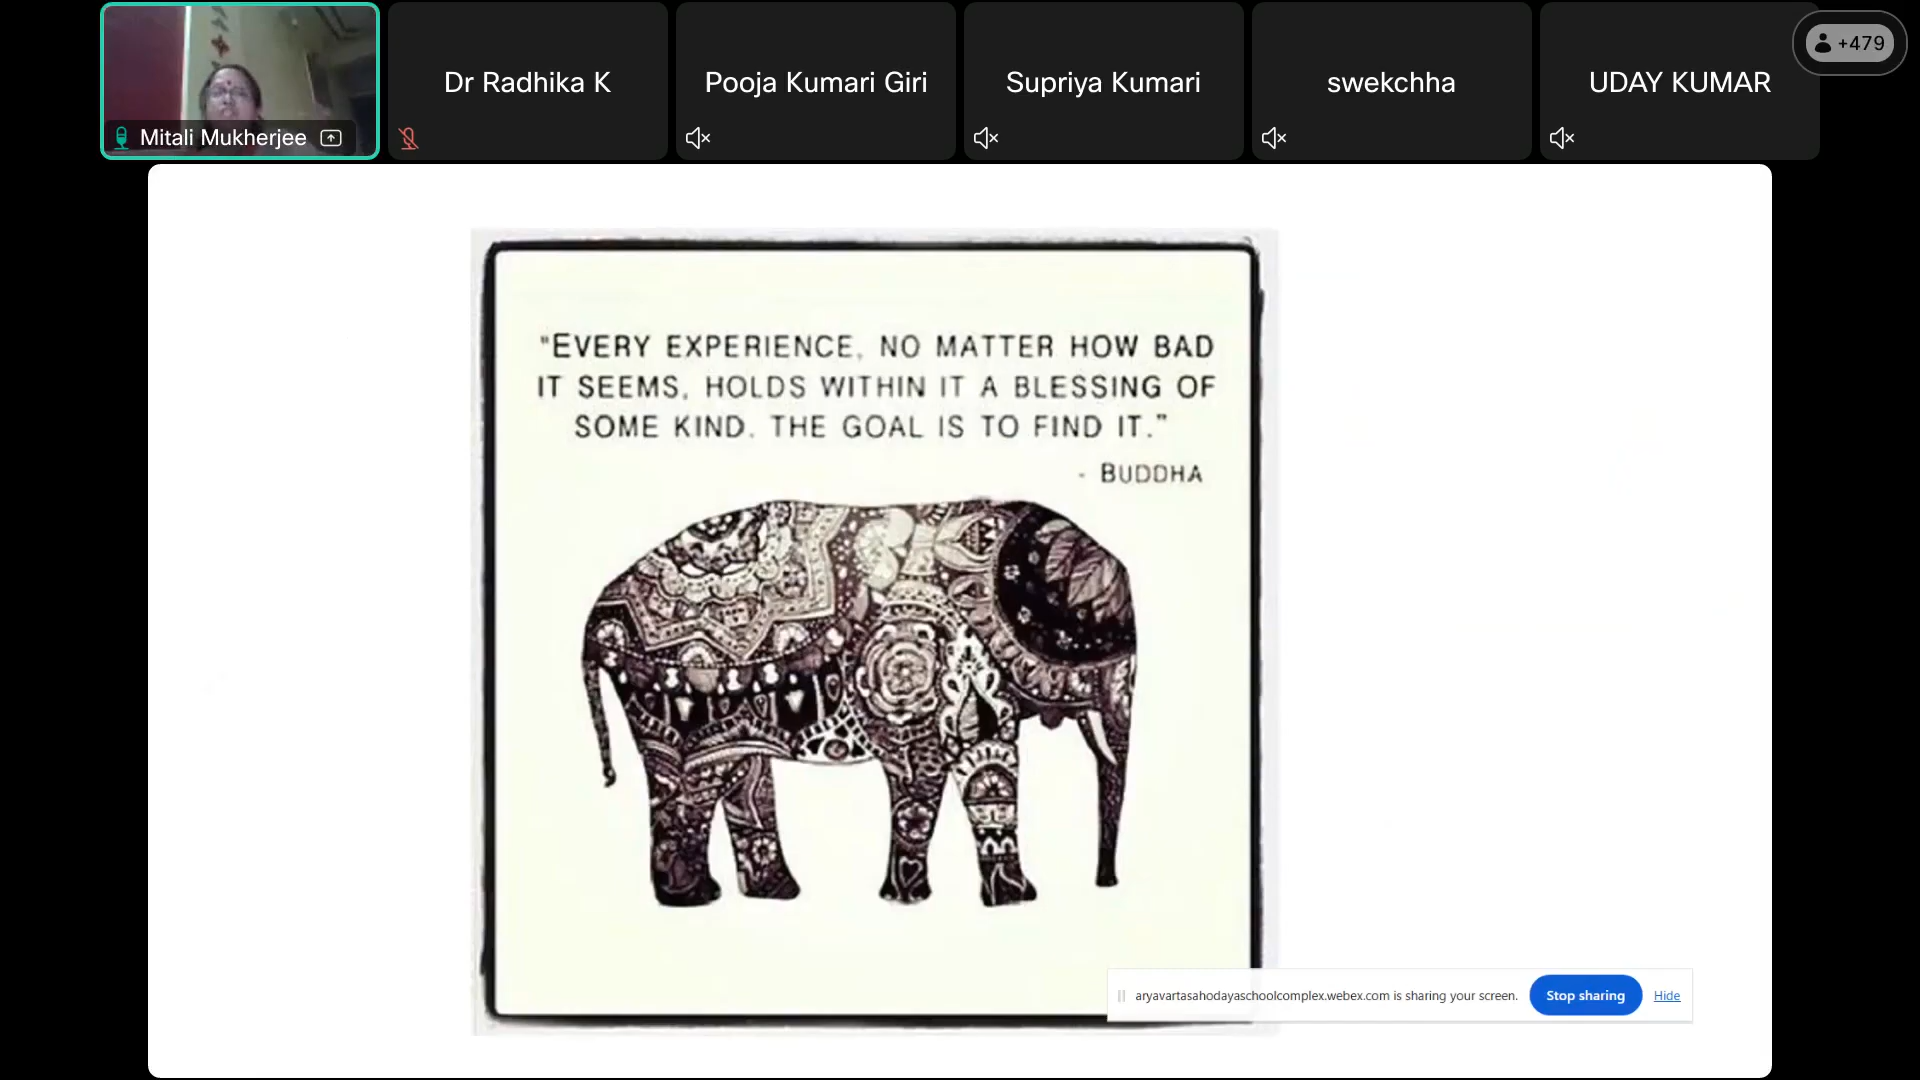 Mitali Mukherjee
Dr Radhika K
Pooja Kumari Giri
Supriya Kumari
swekchha
UDAY KUMAR
+479
"EVERY EXPERIENCE, NO MATTER HOW BAD
IT SEEMS, HOLDS WITHIN IT A BLESSING OF
SOME KIND. THE GOAL IS TO FIND IT."
- BUDDHA
aryavartasahodayaschoolcomplex.webex.com is sharing your screen.
Stop sharing
Hide